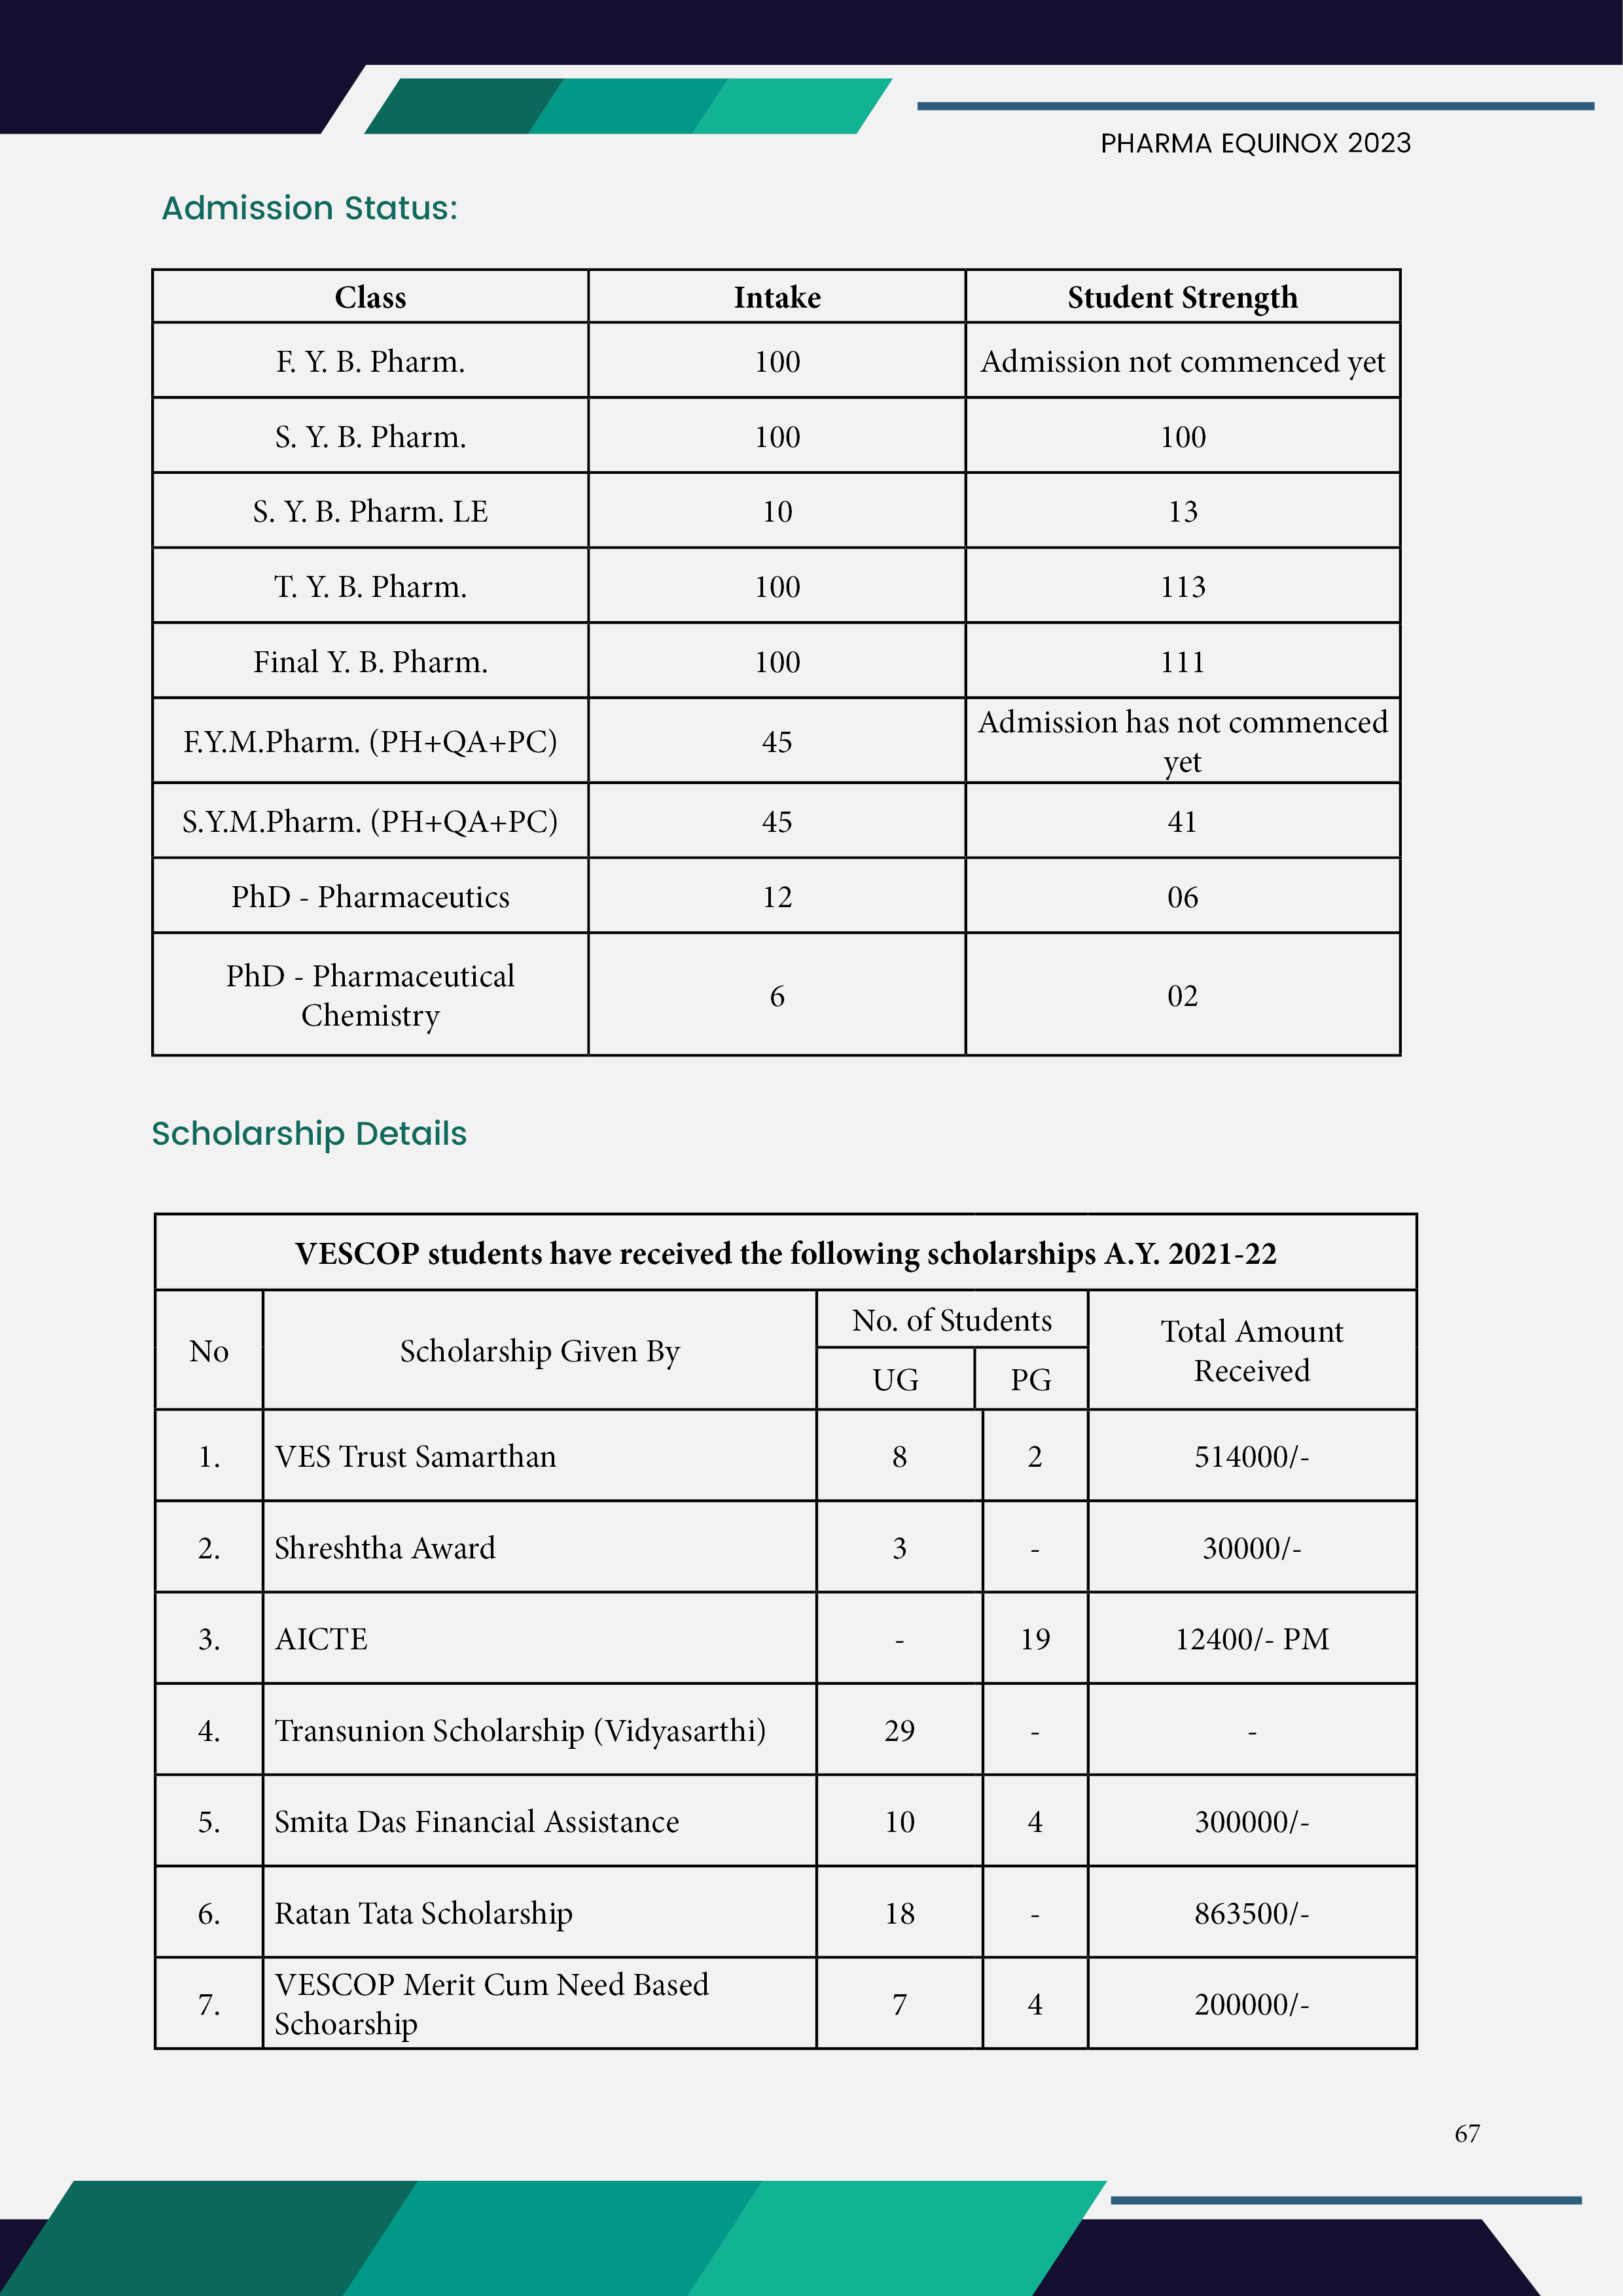 PHARMA EQUINOX 2023
Admission Status:
Class Intake Student Strength
F. Y. B. Pharm. 100 Admission not commenced yet
S. Y. B. Pharm. 100 100
S. Y. B. Pharm. LE 10 13
T. Y. B. Pharm. 100 113
Final Y. B. Pharm. 100 111
F.Y.M.Pharm. (PH+QA+PC) 45 Admission has not commenced
yet
S.Y.M.Pharm. (PH+QA+PC) 45 41
PhD - Pharmaceutics 12 06
PhD - Pharmaceutical
Chemistry 6 02
Scholarship Details
VESCOP students have received the following scholarships A.Y. 2021-22
No Scholarship Given By No. of Students Total Amount
Received
UG PG
1. VES Trust Samarthan 8 2 514000/-
2. Shreshtha Award 3 - 30000/-
3. AICTE - 19 12400/- PM
4. Transunion Scholarship (Vidyasarthi) 29 - -
5. Smita Das Financial Assistance 10 4 300000/-
6. Ratan Tata Scholarship 18 - 863500/-
7. VESCOP Merit Cum Need Based
Schoarship 7 4 200000/-
67